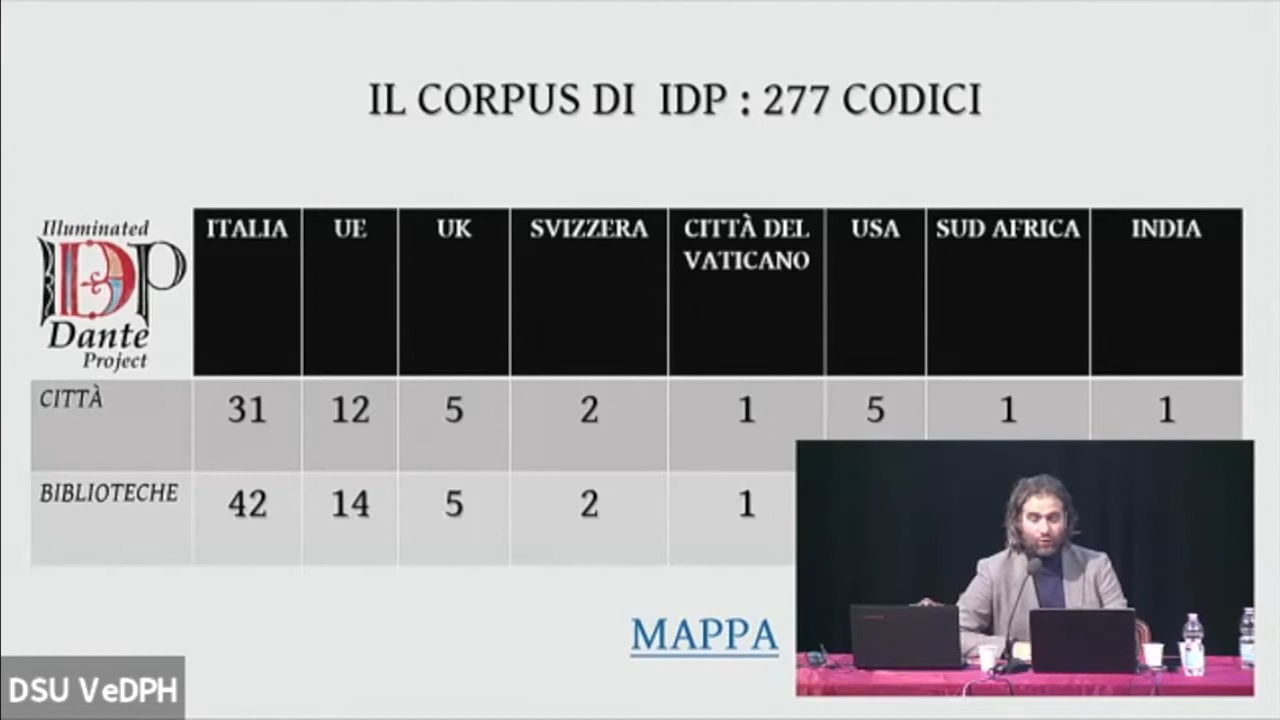 IL CORPUS DI IDP : 277 CODICI
Illuminated
IDP
Dante
Project
ITALIA UE UK SVIZZERA CITTÀ DEL VATICANO USA SUD AFRICA INDIA
CITTÀ 31 12 5 2 1 5 1 1
BIBLIOTECHE 42 14 5 2 1
MAPPA
DSU VeDPH